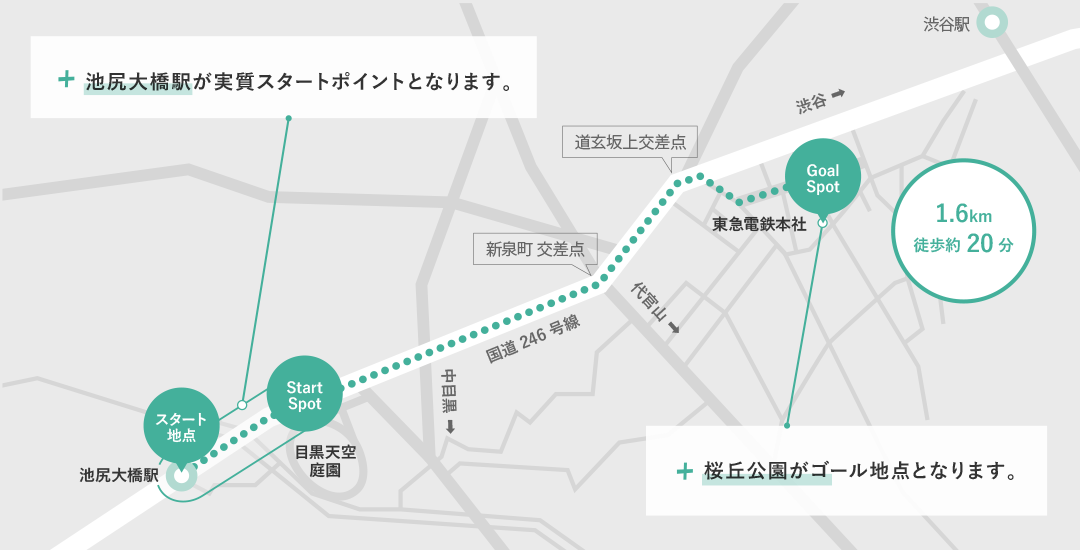 渋谷駅
池尻大橋駅が実質スタートポイントとなります。
渋谷
道玄坂上交差点
Goal
Spot
1.6km
徒歩約 20 分
東急電鉄本社
新泉町 交差点
代官山
国道 246 号線
中目黒
Start
Spot
スタート
地点
目黒天空
庭園
池尻大橋駅
桜丘公園がゴール地点となります。